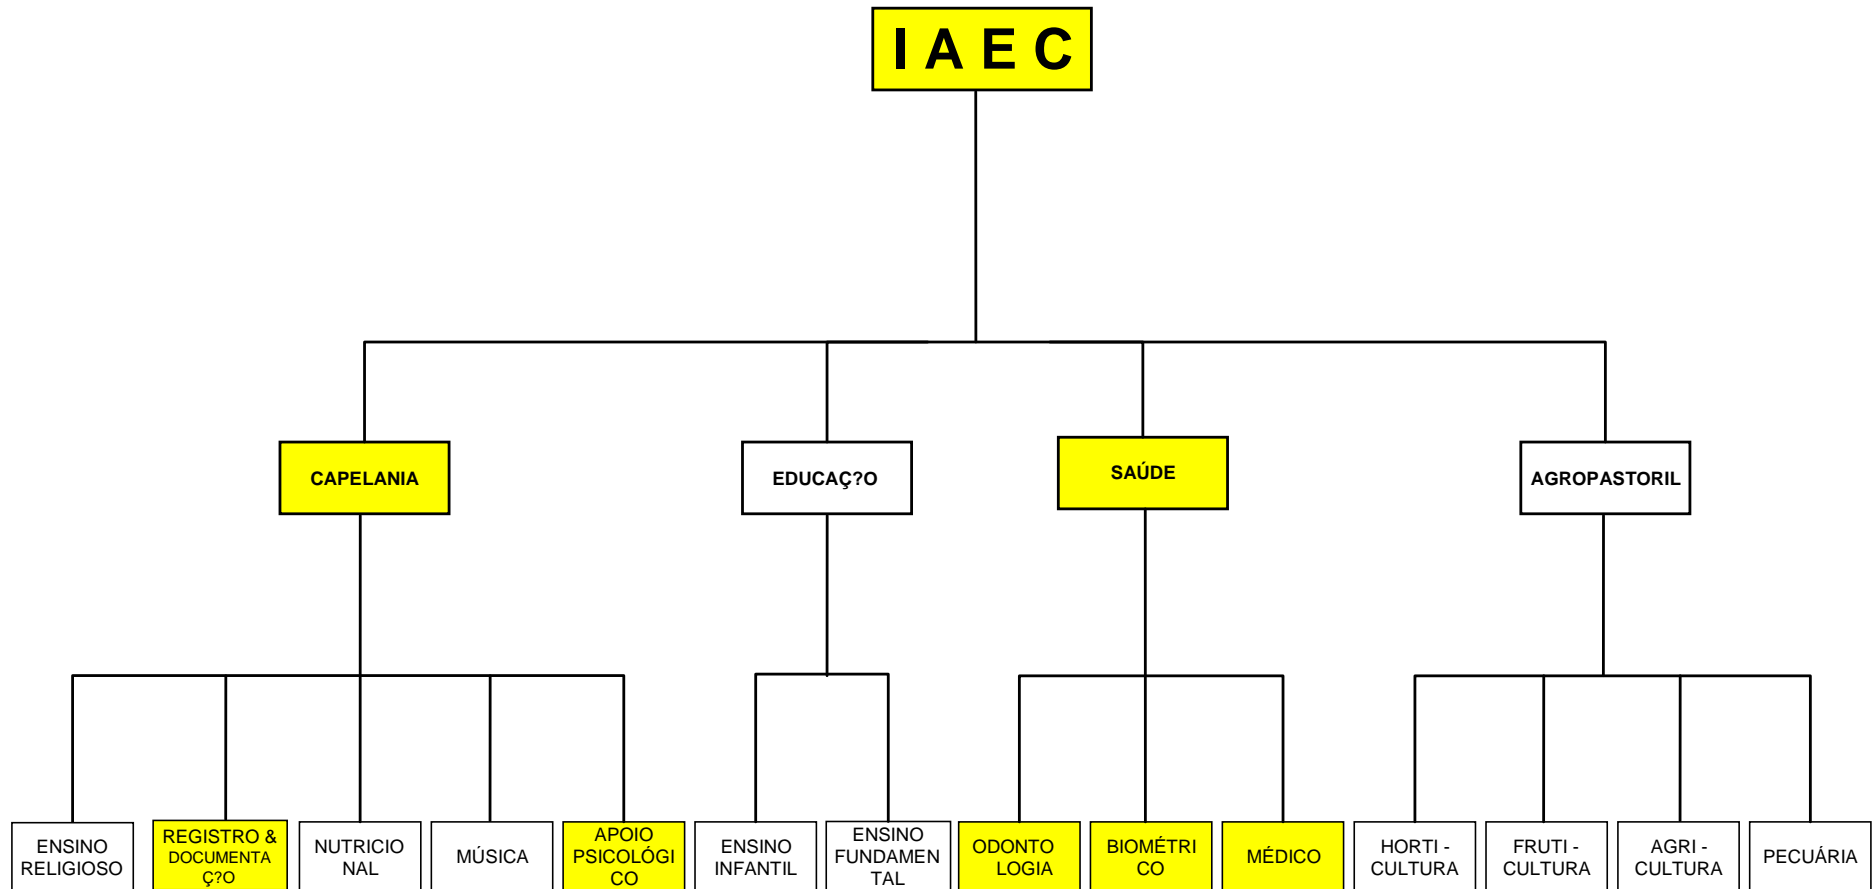 I A E C
CAPELANIA
EDUCAÇ?O
SAÚDE
AGROPASTORIL
ENSINO
RELIGIOSO
REGISTRO &
DOCUMENTA
Ç?O
NUTRICIO
NAL
MÚSICA
APOIO
PSICOLÓGI
CO
ENSINO
INFANTIL
ENSINO
FUNDAMEN
TAL
ODONTO
LOGIA
BIOMÉTRI
CO
MÉDICO
HORTI -
CULTURA
FRUTI -
CULTURA
AGRI -
CULTURA
PECUÁRIA